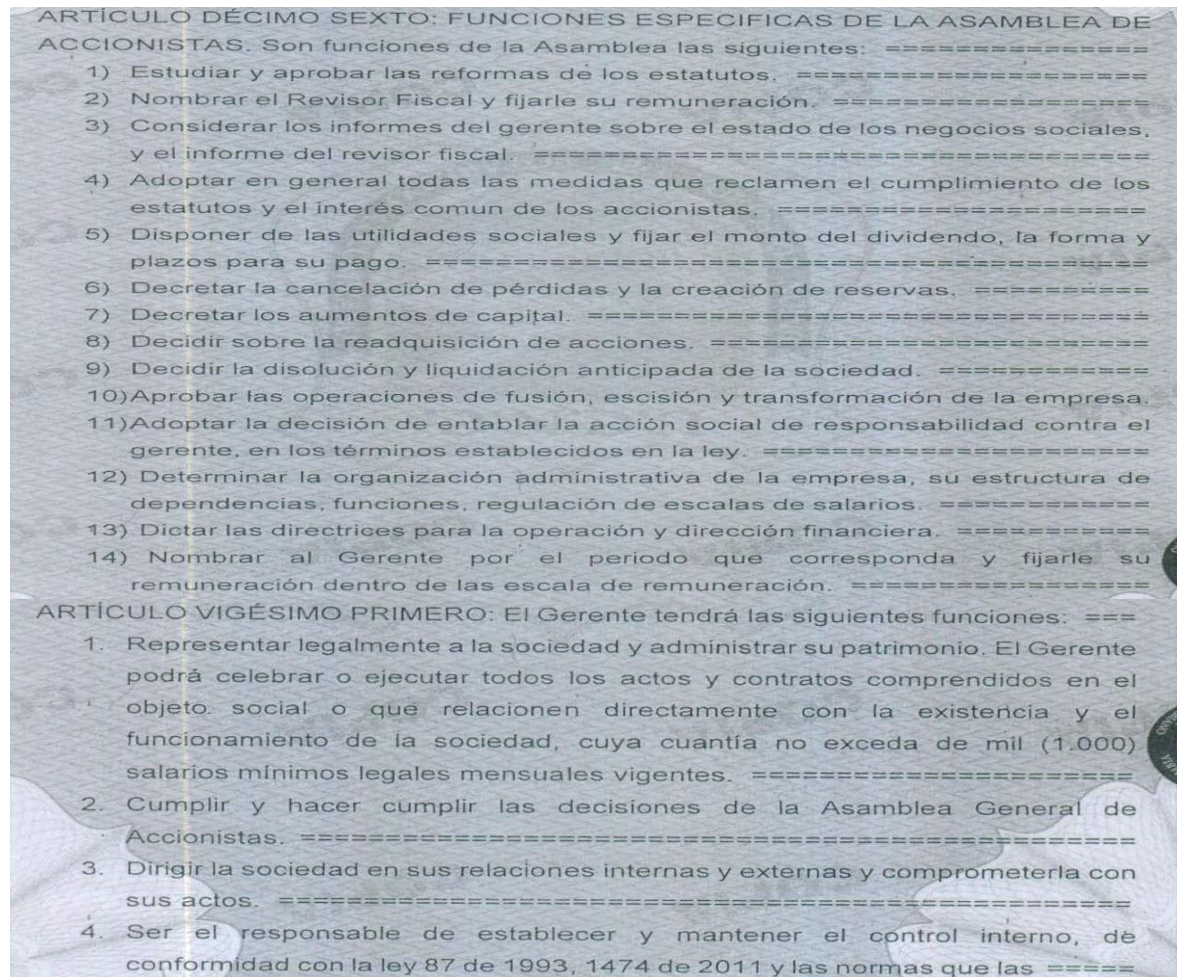 ARTÍCULO DÉCIMO SEXTO: FUNCIONES ESPECIFICAS DE LA ASAMBLEA DE
ACCIONISTAS. Son funciones de la Asamblea las siguientes: ===============
1) Estudiar y aprobar las reformas de los estatutos. ====================
2) Nombrar el Revisor Fiscal y fijarle su remuneración. ==================
3) Considerar los informes del gerente sobre el estado de los negocios sociales,
y el informe del revisor fiscal. ===================================
4) Adoptar en general todas las medidas que reclamen el cumplimiento de los
estatutos y el interés comun de los accionistas. =====================
5) Disponer de las utilidades sociales y fijar el monto del dividendo, la forma y
plazos para su pago. =========================================
6) Decretar la cancelación de pérdidas y la creación de reservas. ==========
7) Decretar los aumentos de capital. ================================
8) Decidir sobre la readquisición de acciones. =========================
9) Decidir la disolución y liquidación anticipada de la sociedad. ============
10)Aprobar las operaciones de fusión, escisión y transformación de la empresa.
11)Adoptar la decisión de entablar la acción social de responsabilidad contra el
gerente, en los términos establecidos en la ley. ======================
12) Determinar la organización administrativa de la empresa, su estructura de
dependencias, funciones, regulación de escalas de salarios. ============
13) Dictar las directrices para la operación y dirección financiera. ===========
14) Nombrar al Gerente por el periodo que corresponda y fijarle su
remuneración dentro de las escala de remuneración. =================
ARTÍCULO VIGÉSIMO PRIMERO: El Gerente tendrá las siguientes funciones: ===
1. Representar legalmente a la sociedad y administrar su patrimonio. El Gerente
podrá celebrar o ejecutar todos los actos y contratos comprendidos en el
objeto social o que relacionen directamente con la existencia y el
funcionamiento de la sociedad, cuya cuantía no exceda de mil (1.000)
salarios mínimos legales mensuales vigentes. ======================
2. Cumplir y hacer cumplir las decisiones de la Asamblea General de
Accionistas. ================================================
3. Dirigir la sociedad en sus relaciones internas y externas y comprometerla con
sus actos. =================================================
4. Ser el responsable de establecer y mantener el control interno, de
conformidad con la ley 87 de 1993, 1474 de 2011 y las normas que las =====